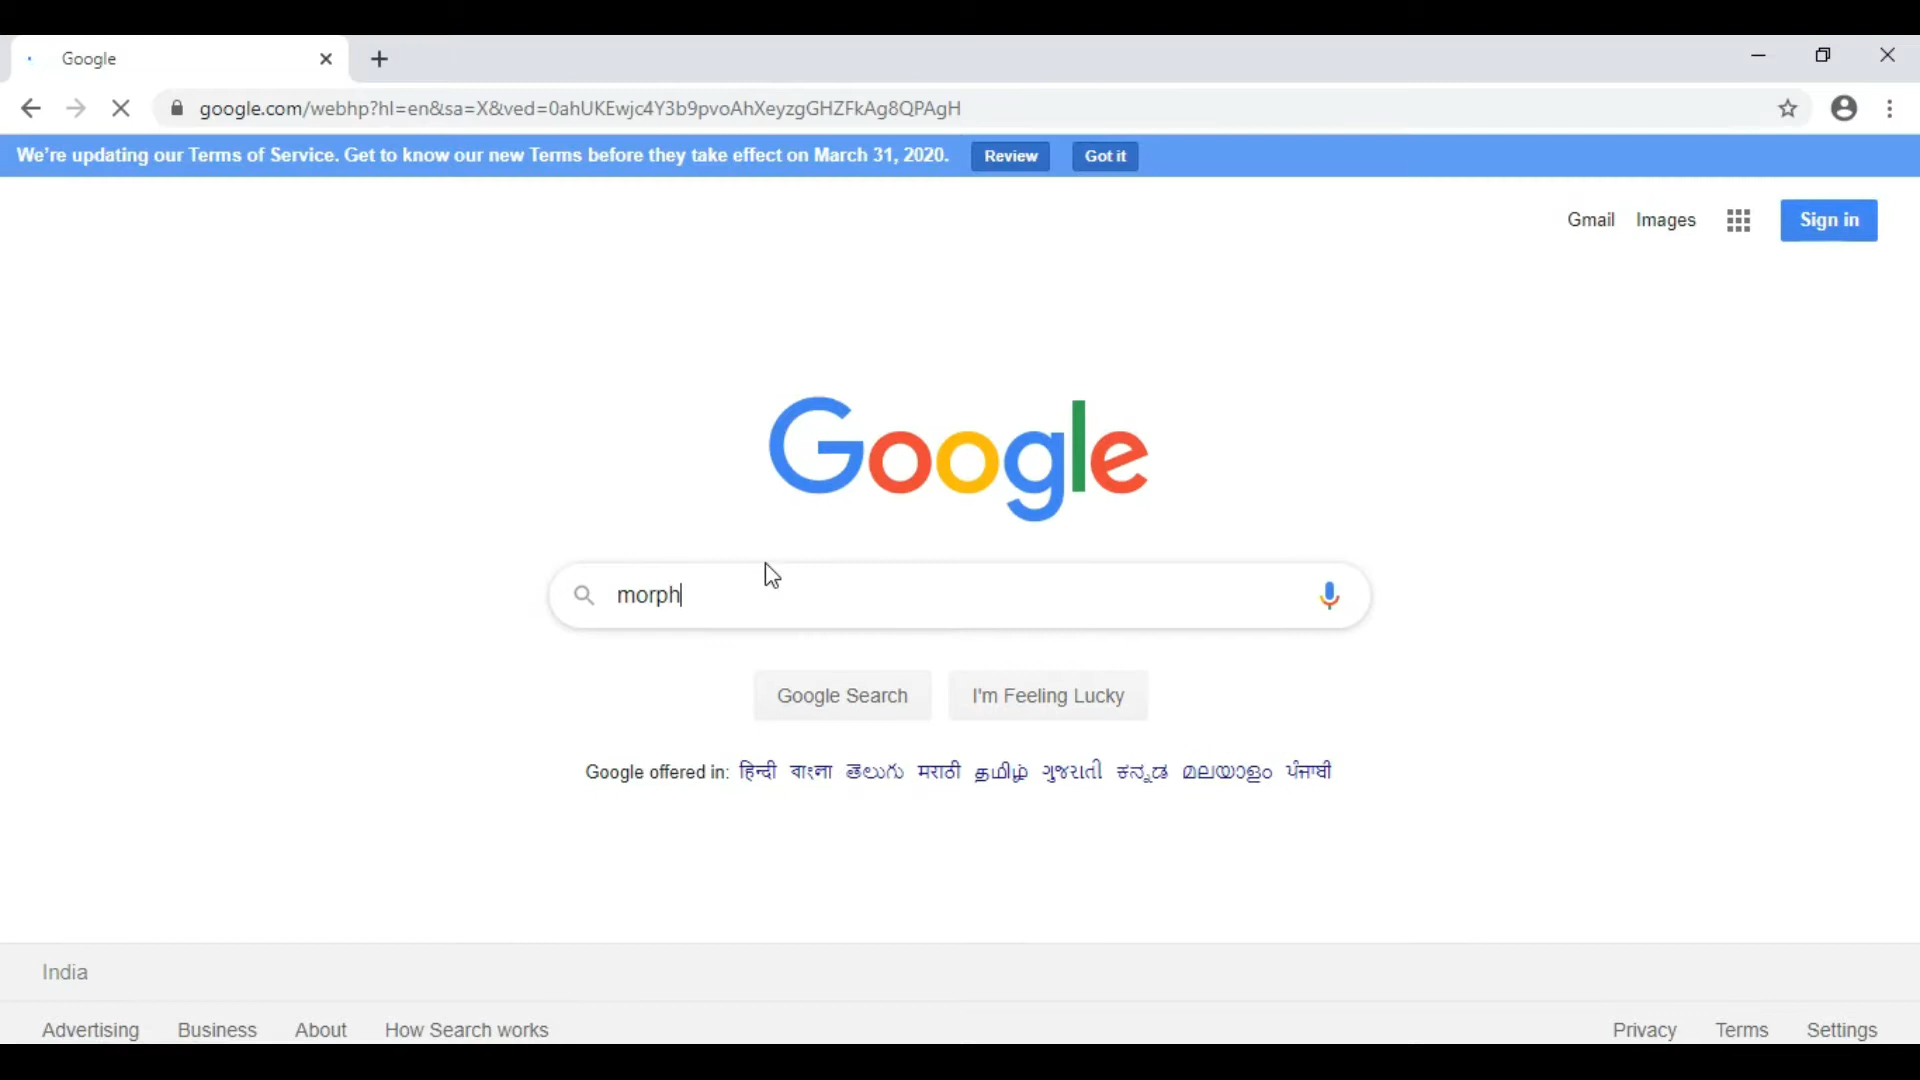 Google
google.com/webhp?hl=en&sa=X&ved=0ahUKEwjc4Y3b9pvoAhXeyzgGHZFkAg8QPAgH
We're updating our Terms of Service. Get to know our new Terms before they take effect on March 31, 2020. Review Got it
Gmail Images Sign in
Google
morph
Google Search I'm Feeling Lucky
Google offered in: हिन्दी বাংলা తెలుగు मराठी தமிழ் ગુજરાતી ಕನ್ನಡ മലയാളം ਪੰਜਾਬੀ
India
Advertising Business About How Search works Privacy Terms Settings